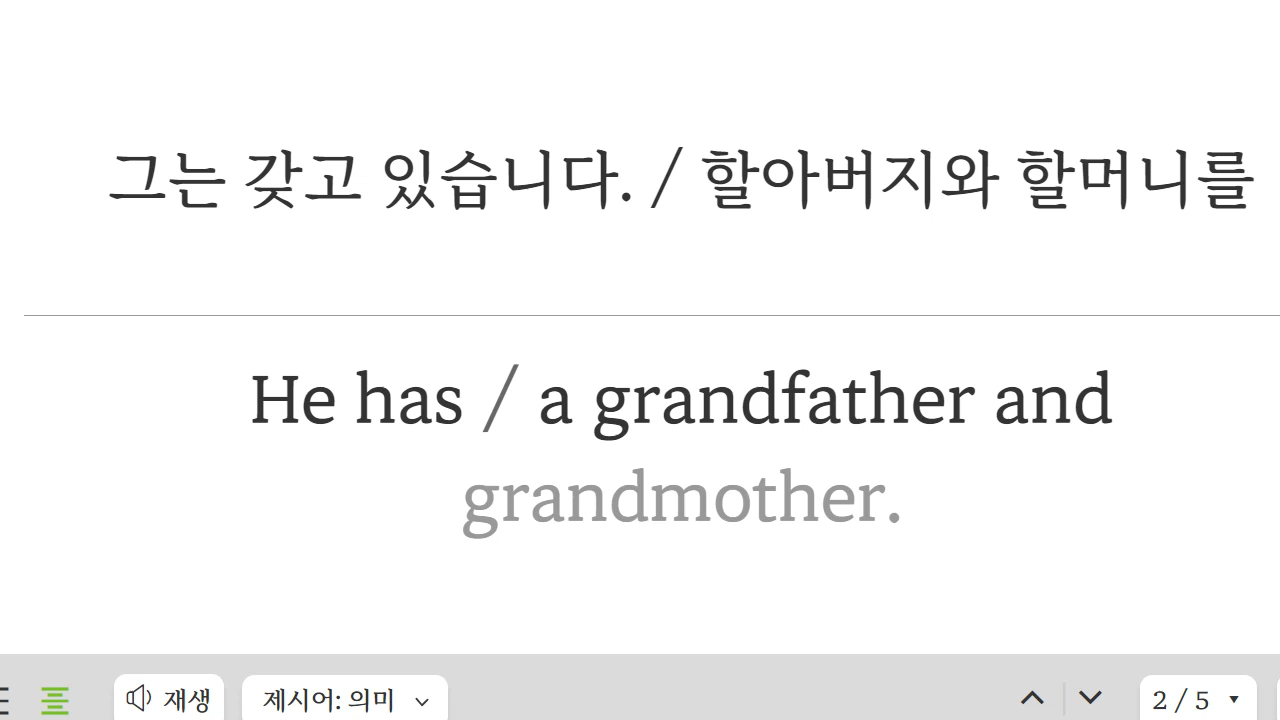 그는 갖고 있습니다. / 할아버지와 할머니를
He has / a grandfather and
grandmother.
재생 제시어: 의미 2 / 5